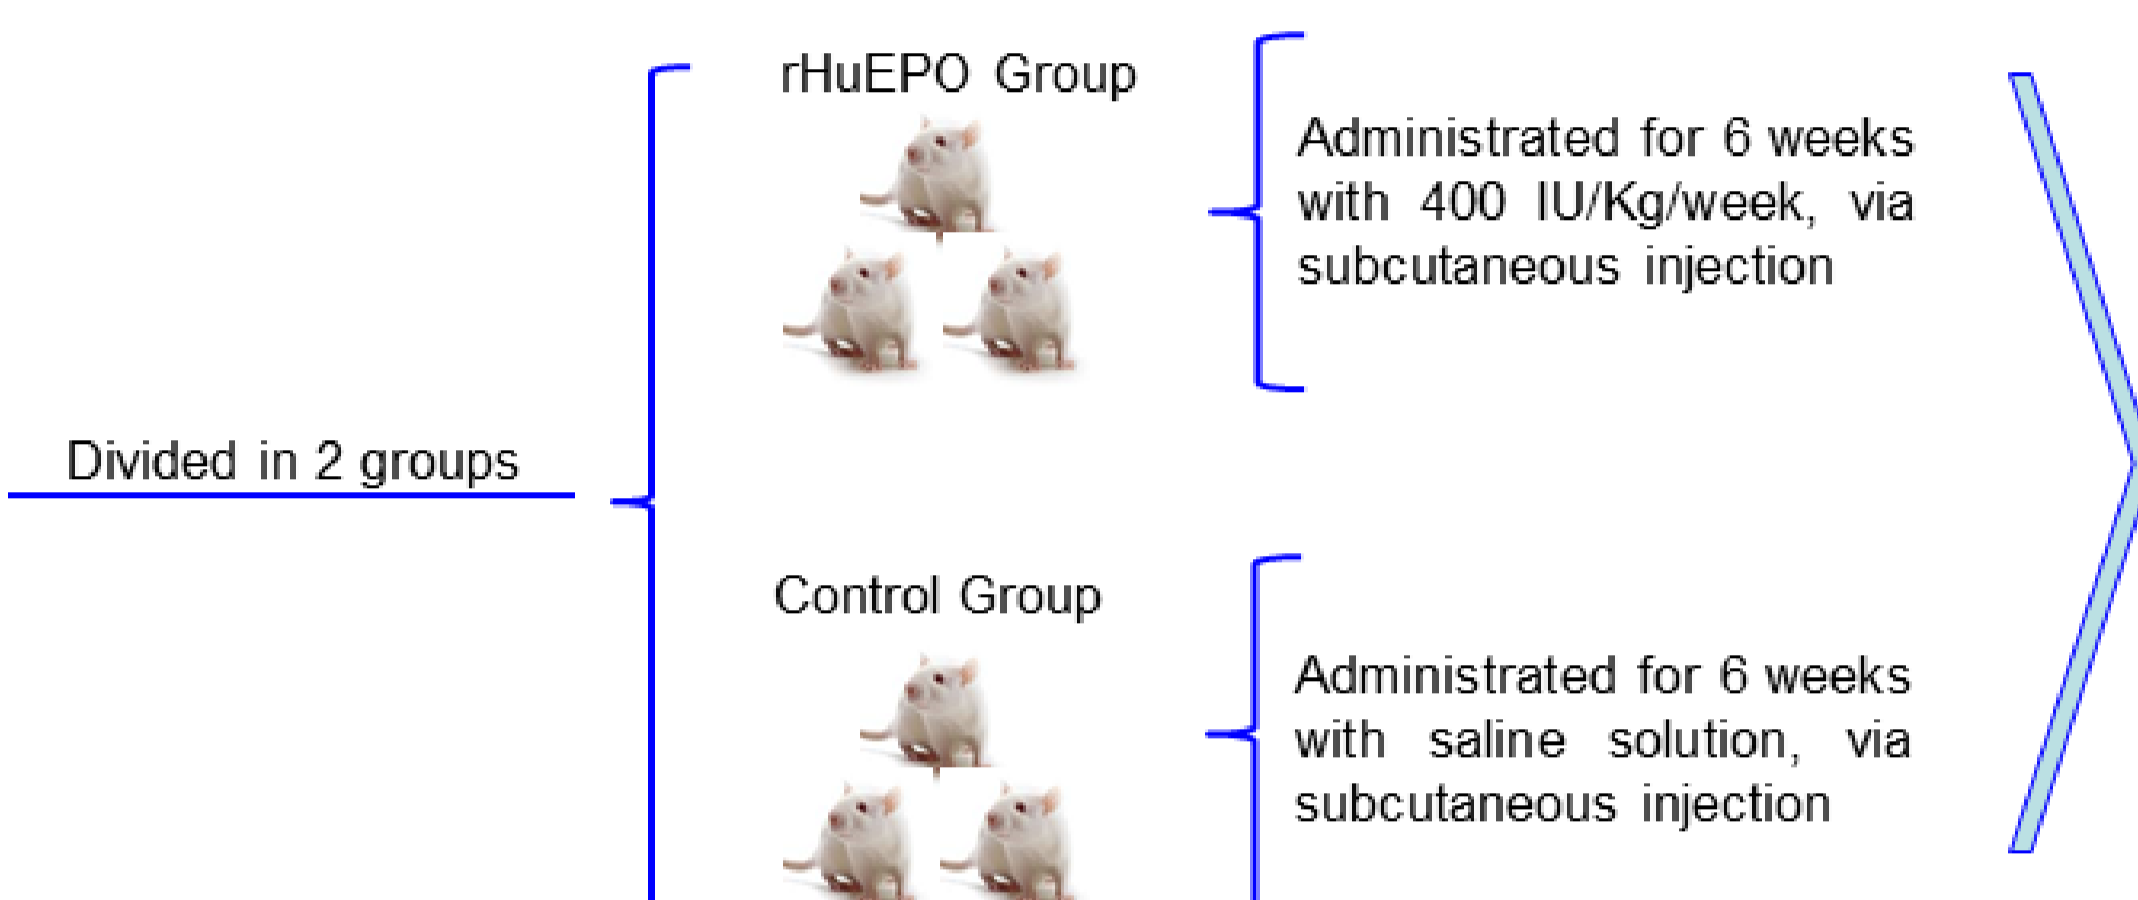 rHuEPO Group
Administrated for 6 weeks
with 400 IU/Kg/week, via
subcutaneous injection
Divided in 2 groups
Control Group
Administrated for 6 weeks
with saline solution, via
subcutaneous injection